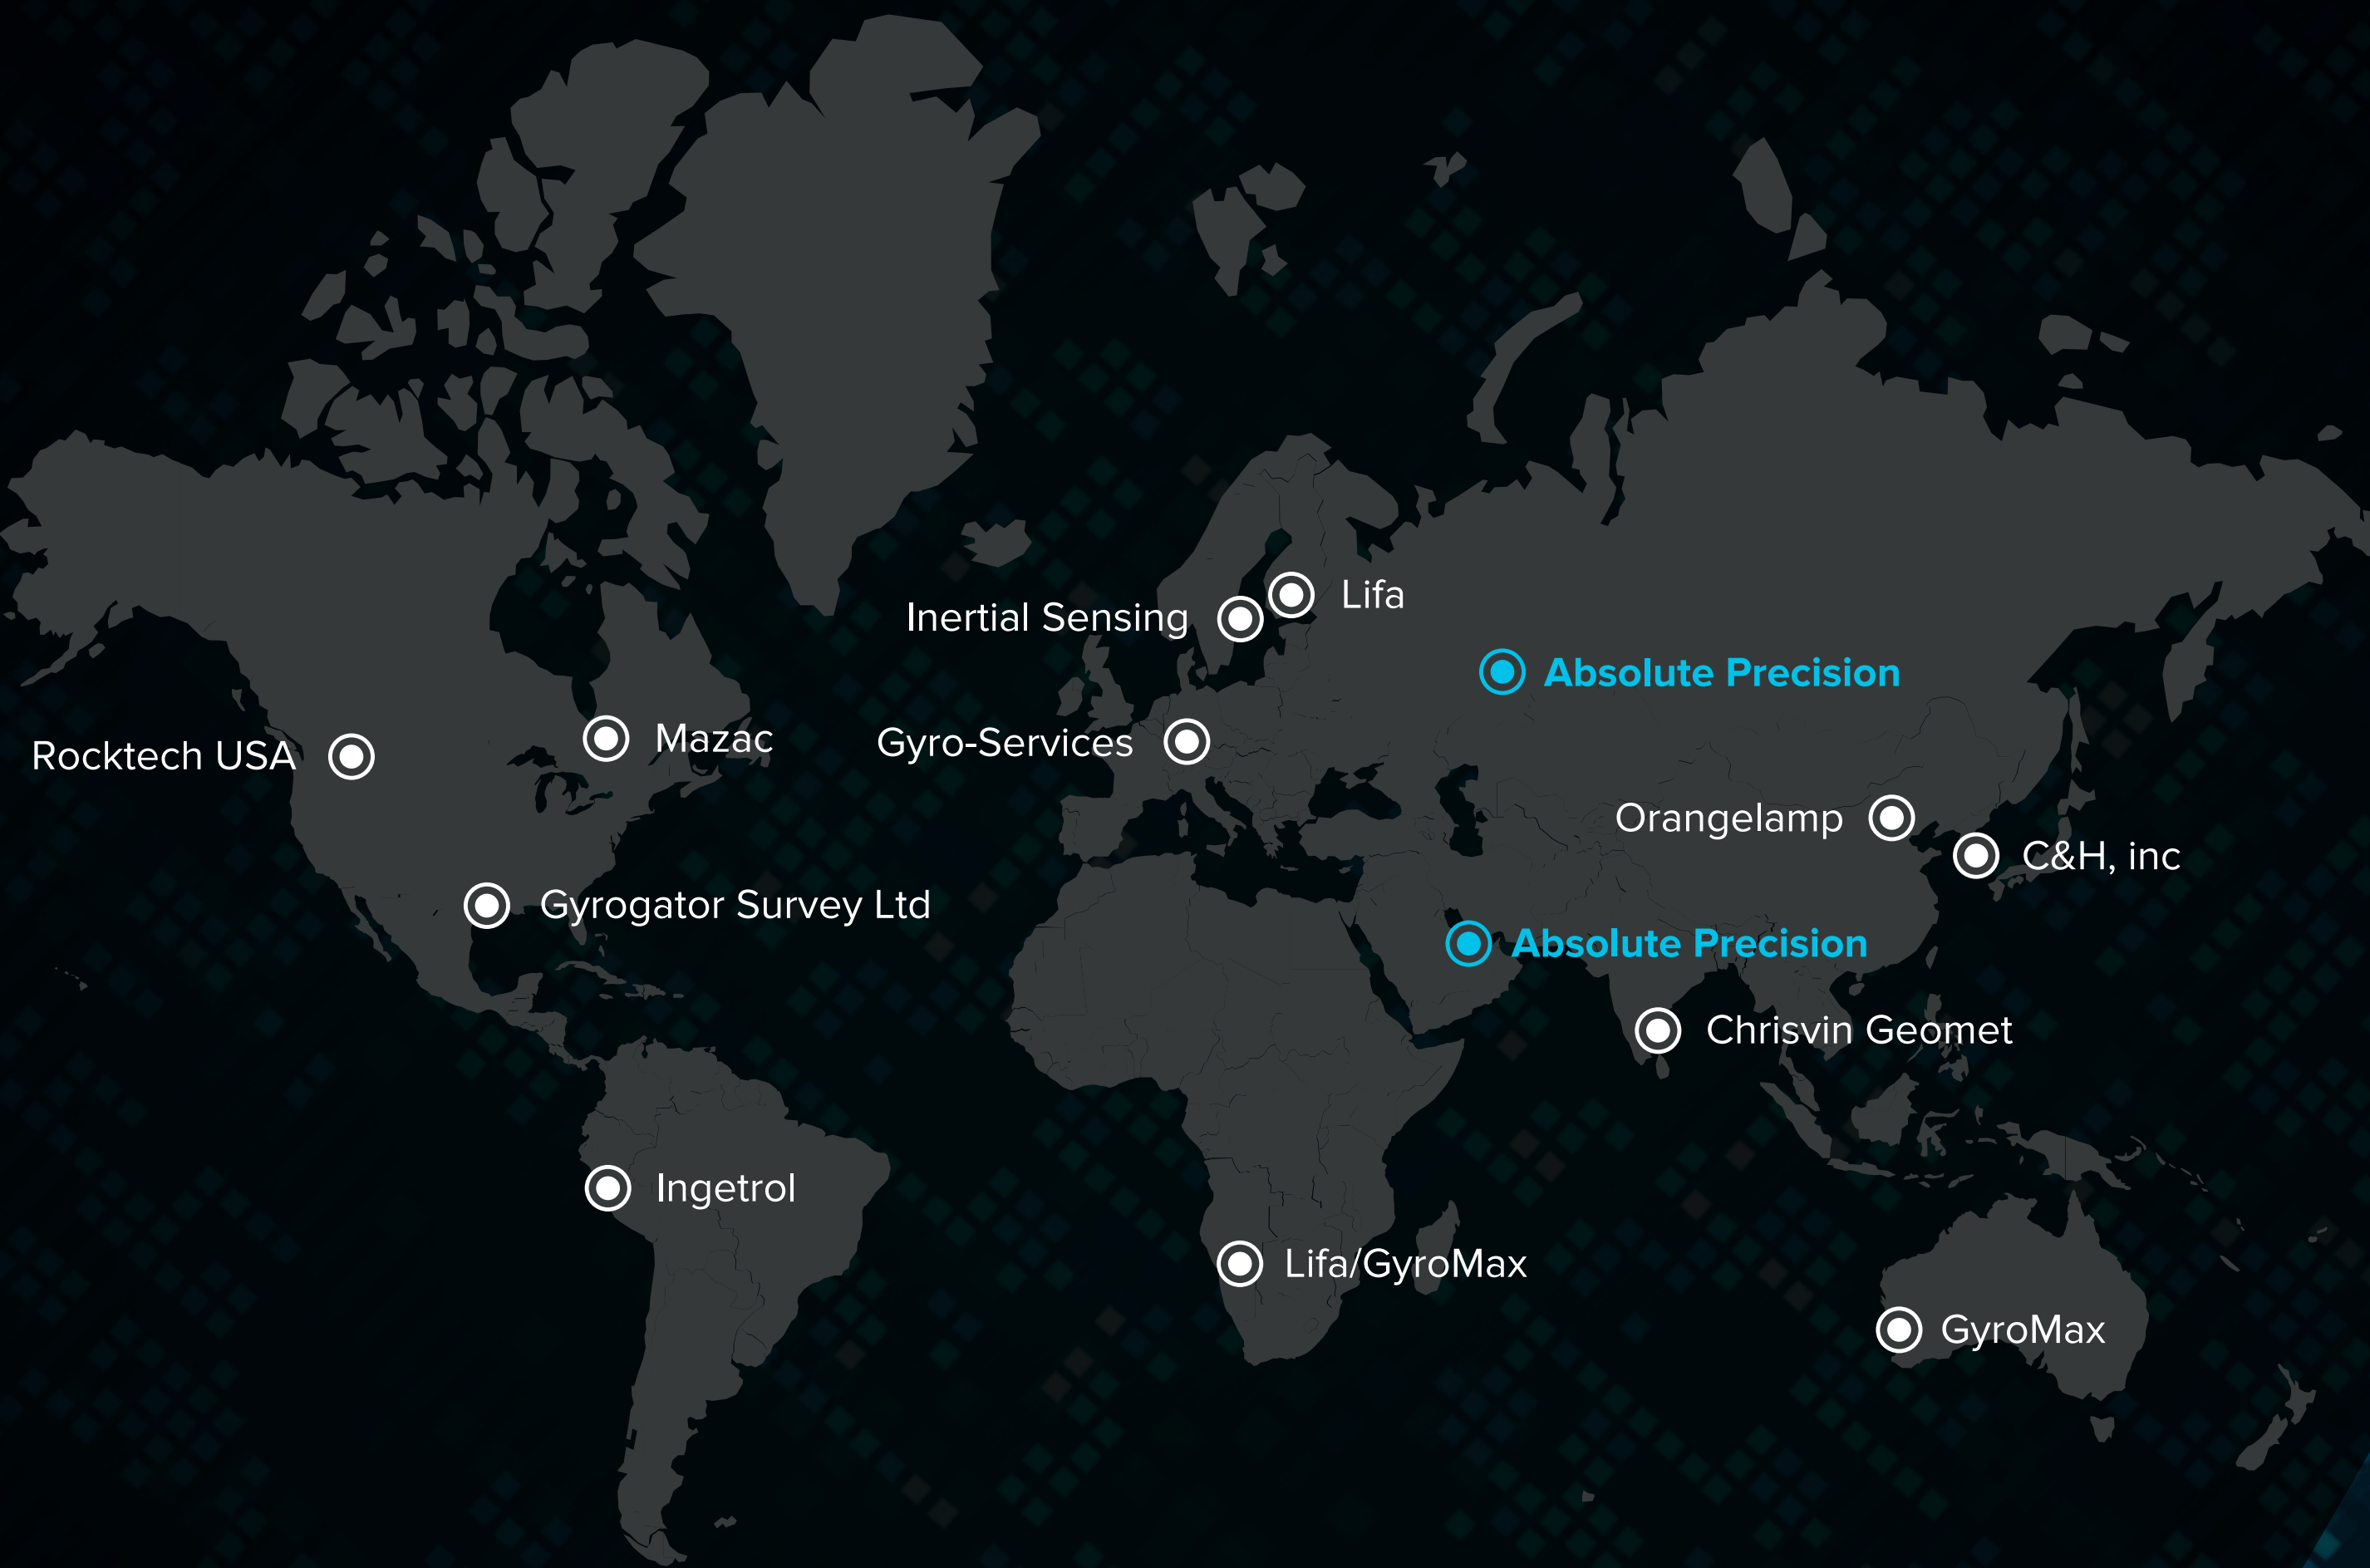 Lifa
Inertial Sensing
Absolute Precision
Mazac
Gyro-Services
Rocktech USA
Orangelamp
C&H, inc
Gyrogator Survey Ltd
Absolute Precision
Chrisvin Geomet
Ingetrol
Lifa/GyroMax
GyroMax